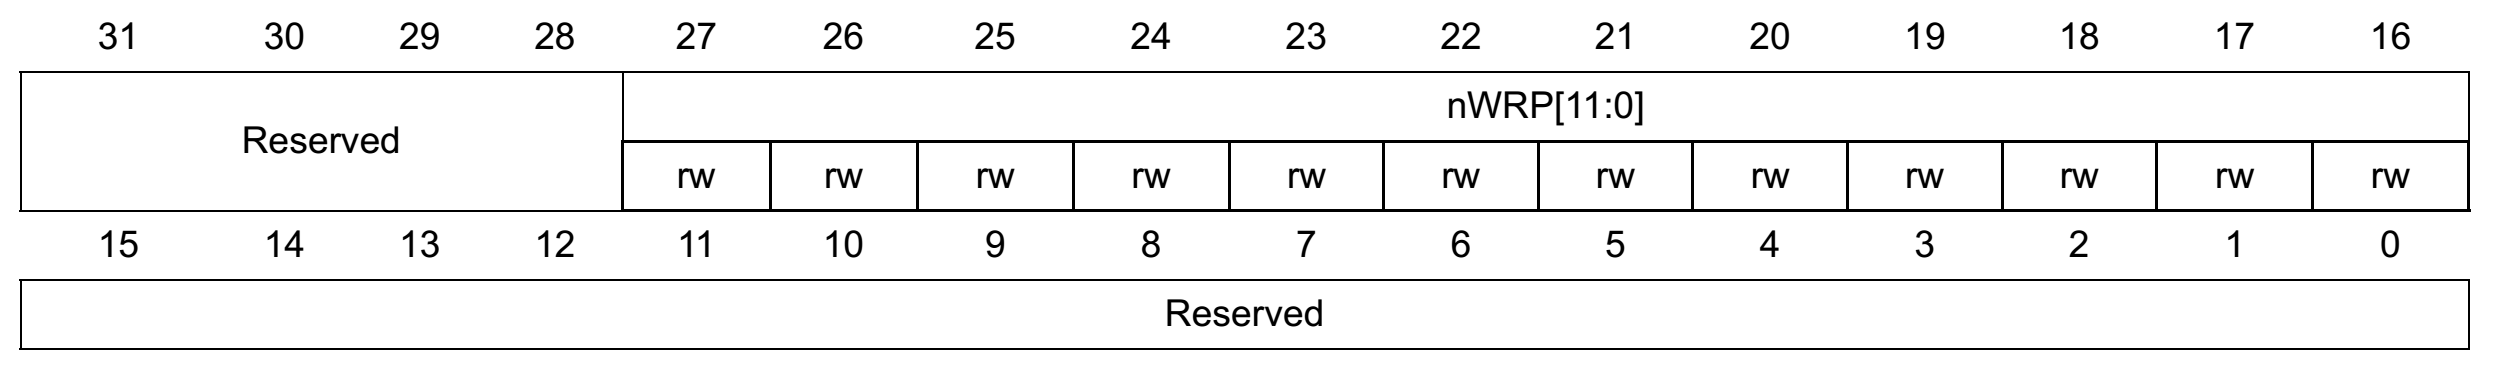 31 30 29 28 27 26 25 24 23 22 21 20 19 18 17 16
Reserved nWRP[11:0]
rw rw rw rw rw rw rw rw rw rw rw rw
15 14 13 12 11 10 9 8 7 6 5 4 3 2 1 0
Reserved